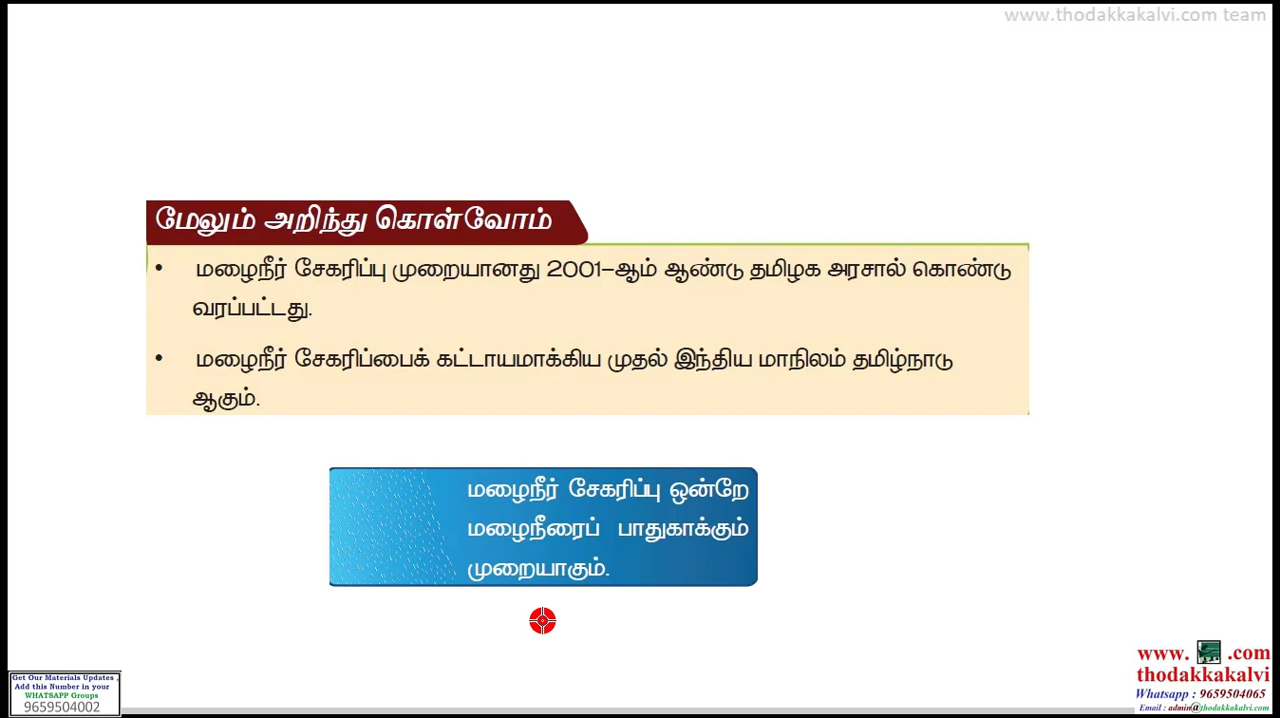 www.thodakkakalvi.com team
மேலும் அறிந்து கொள்வோம்
• மழைநீர் சேகரிப்பு முறையானது 2001–ஆம் ஆண்டு தமிழக அரசால் கொண்டு
வரப்பட்டது.
• மழைநீர் சேகரிப்பைக் கட்டாயமாக்கிய முதல் இந்திய மாநிலம் தமிழ்நாடு
ஆகும்.
மழைநீர் சேகரிப்பு ஒன்றே
மழைநீரைப் பாதுகாக்கும்
முறையாகும்.
Get Our Materials Updates ,
Add this Number in your
WHATSAPP Groups
9659504002
www. .com
thodakkakalvi
Whatsapp : 9659504065
Email : admin@thodakkakalvi.com